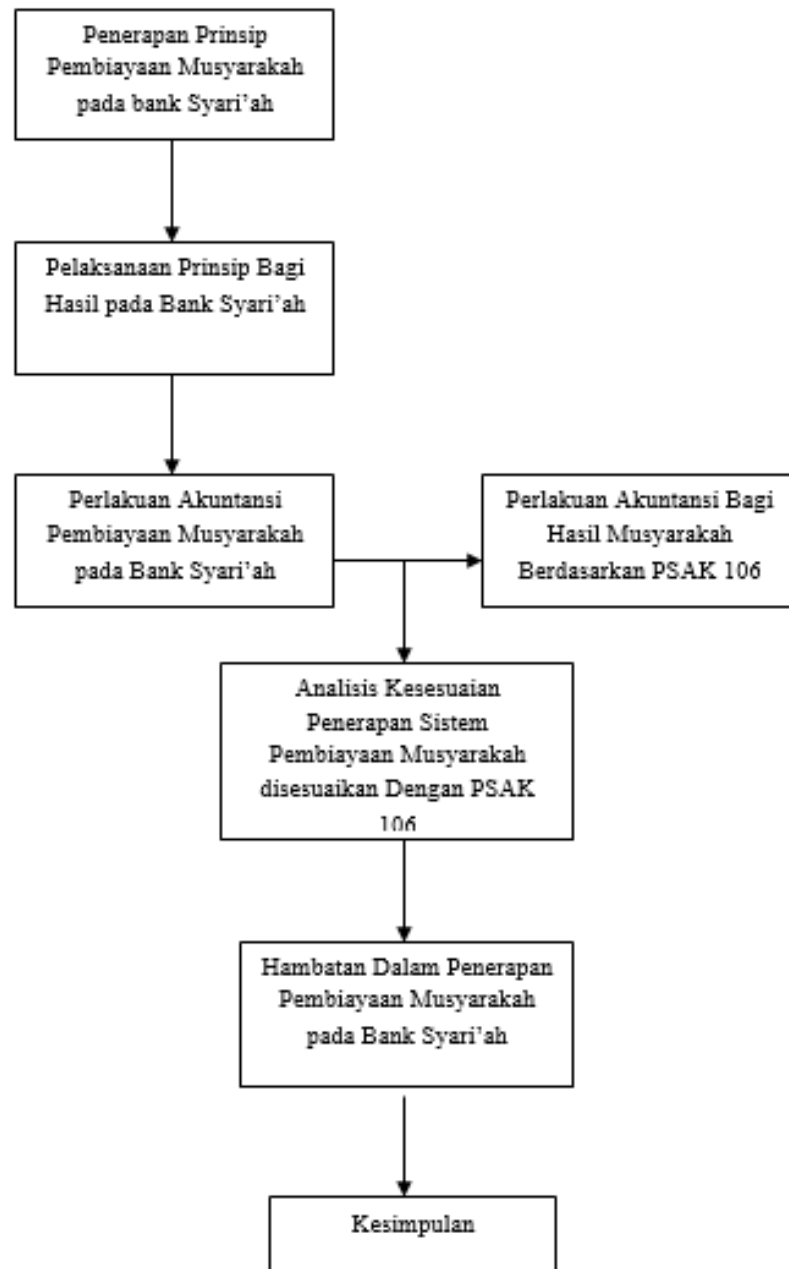 Penerapan Prinsip
Pembiayaan Musyarakah
pada bank Syari'ah
Pelaksanaan Prinsip Bagi
Hasil pada Bank Syari'ah
Perlakuan Akuntansi
Pembiayaan Musyarakah
pada Bank Syari'ah
Perlakuan Akuntansi Bagi
Hasil Musyarakah
Berdasarkan PSAK 106
Analisis Kesesuaian
Penerapan Sistem
Pembiayaan Musyarakah
disesuaikan Dengan PSAK
106
Hambatan Dalam Penerapan
Pembiayaan Musyarakah
pada Bank Syari'ah
Kesimpulan